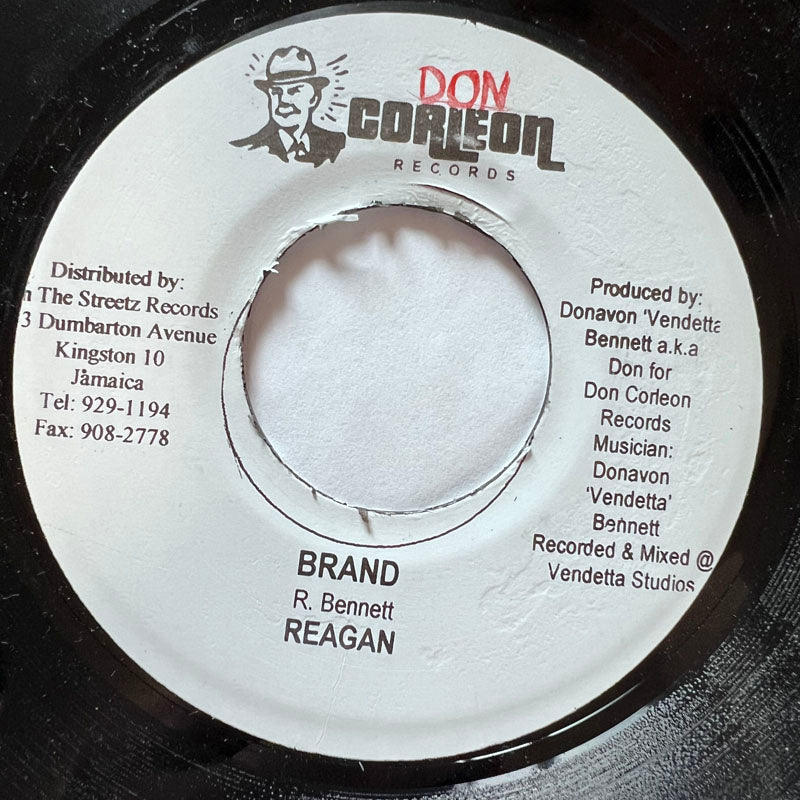 DON
CORLEON
RECORDS
Distributed by:
The Streetz Records
3 Dumbarton Avenue
Kingston 10
Jamaica
Tel: 929-1194
Fax: 908-2778
Produced by:
Donavon 'Vendetta
Bennett a.k.a
Don for
Don Corleon
Records
Musician:
Donavon
'Vendetta'
Bennett
Recorded & Mixed @
Vendetta Studios
BRAND
R. Bennett
REAGAN